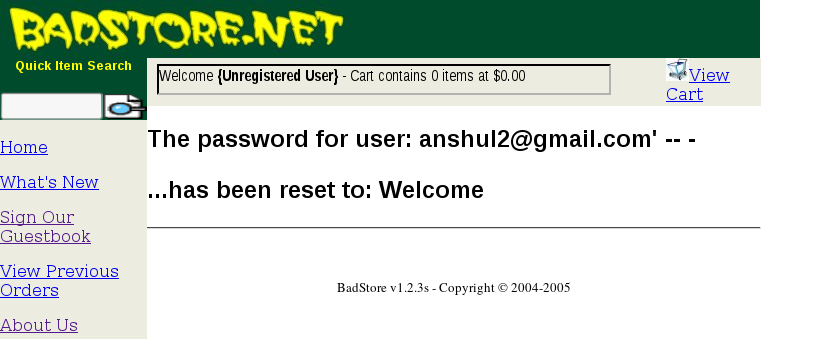 BADSTORE.NET
Quick Item Search
Welcome {Unregistered User} - Cart contains 0 items at $0.00
View
Cart
Home
What's New
Sign Our
Guestbook
View Previous
Orders
About Us
The password for user: anshul2@gmail.com' -- -
...has been reset to: Welcome
BadStore v1.2.3s - Copyright © 2004-2005